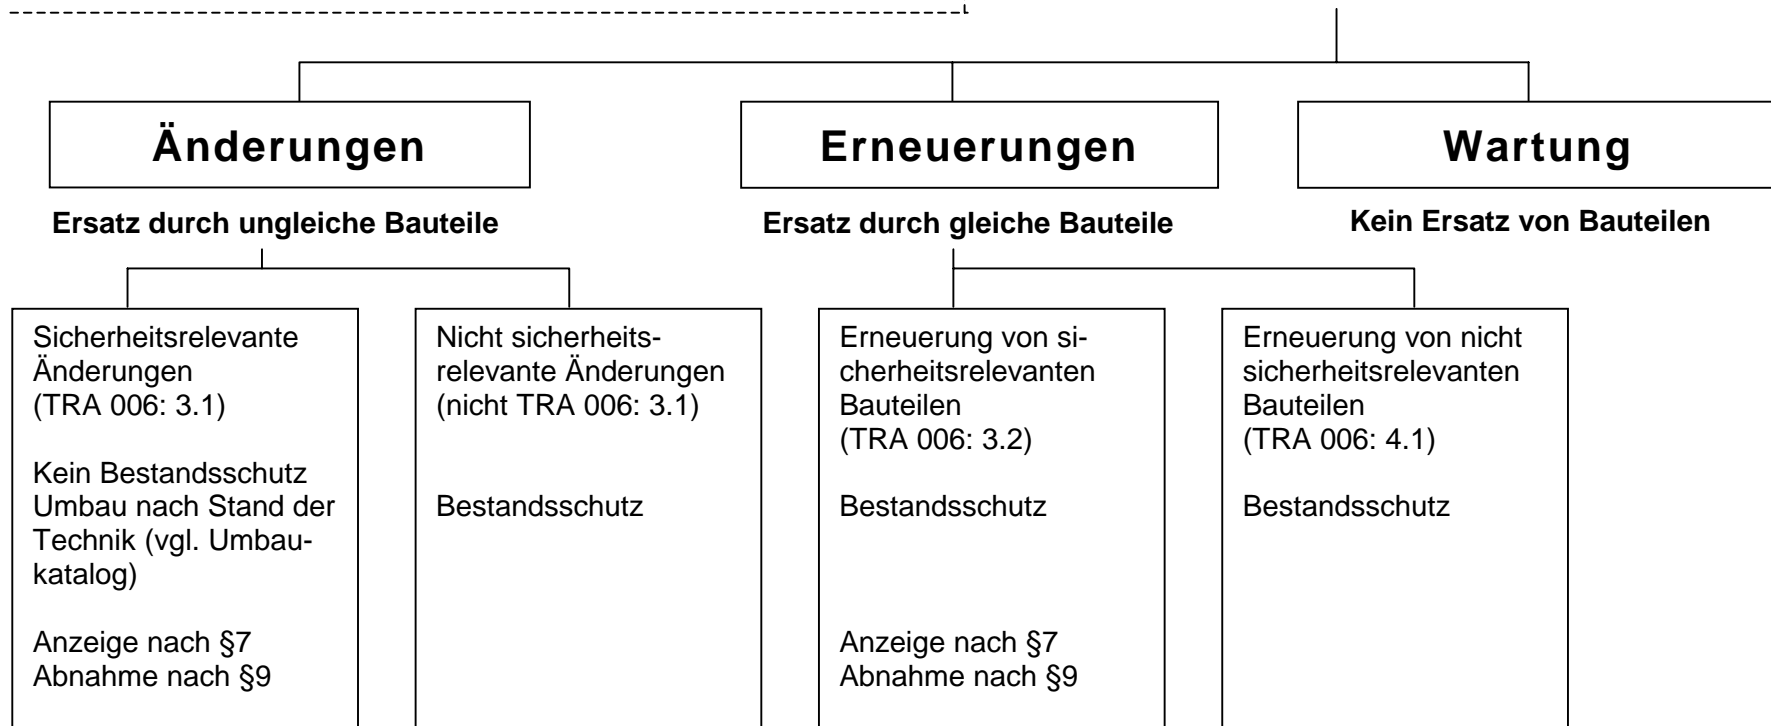 Änderungen
Ersatz durch ungleiche Bauteile
Erneuerungen
Ersatz durch gleiche Bauteile
Wartung
Kein Ersatz von Bauteilen
Sicherheitsrelevante
Änderungen
(TRA 006: 3.1)
Kein Bestandsschutz
Umbau nach Stand der
Technik (vgl. Umbau-
katalog)
Anzeige nach §7
Abnahme nach §9
Nicht sicherheits-
relevante Änderungen
(nicht TRA 006: 3.1)
Bestandsschutz
Erneuerung von si-
cherheitsrelevanten
Bauteilen
(TRA 006: 3.2)
Bestandsschutz
Anzeige nach §7
Abnahme nach §9
Erneuerung von nicht
sicherheitsrelevanten
Bauteilen
(TRA 006: 4.1)
Bestandsschutz